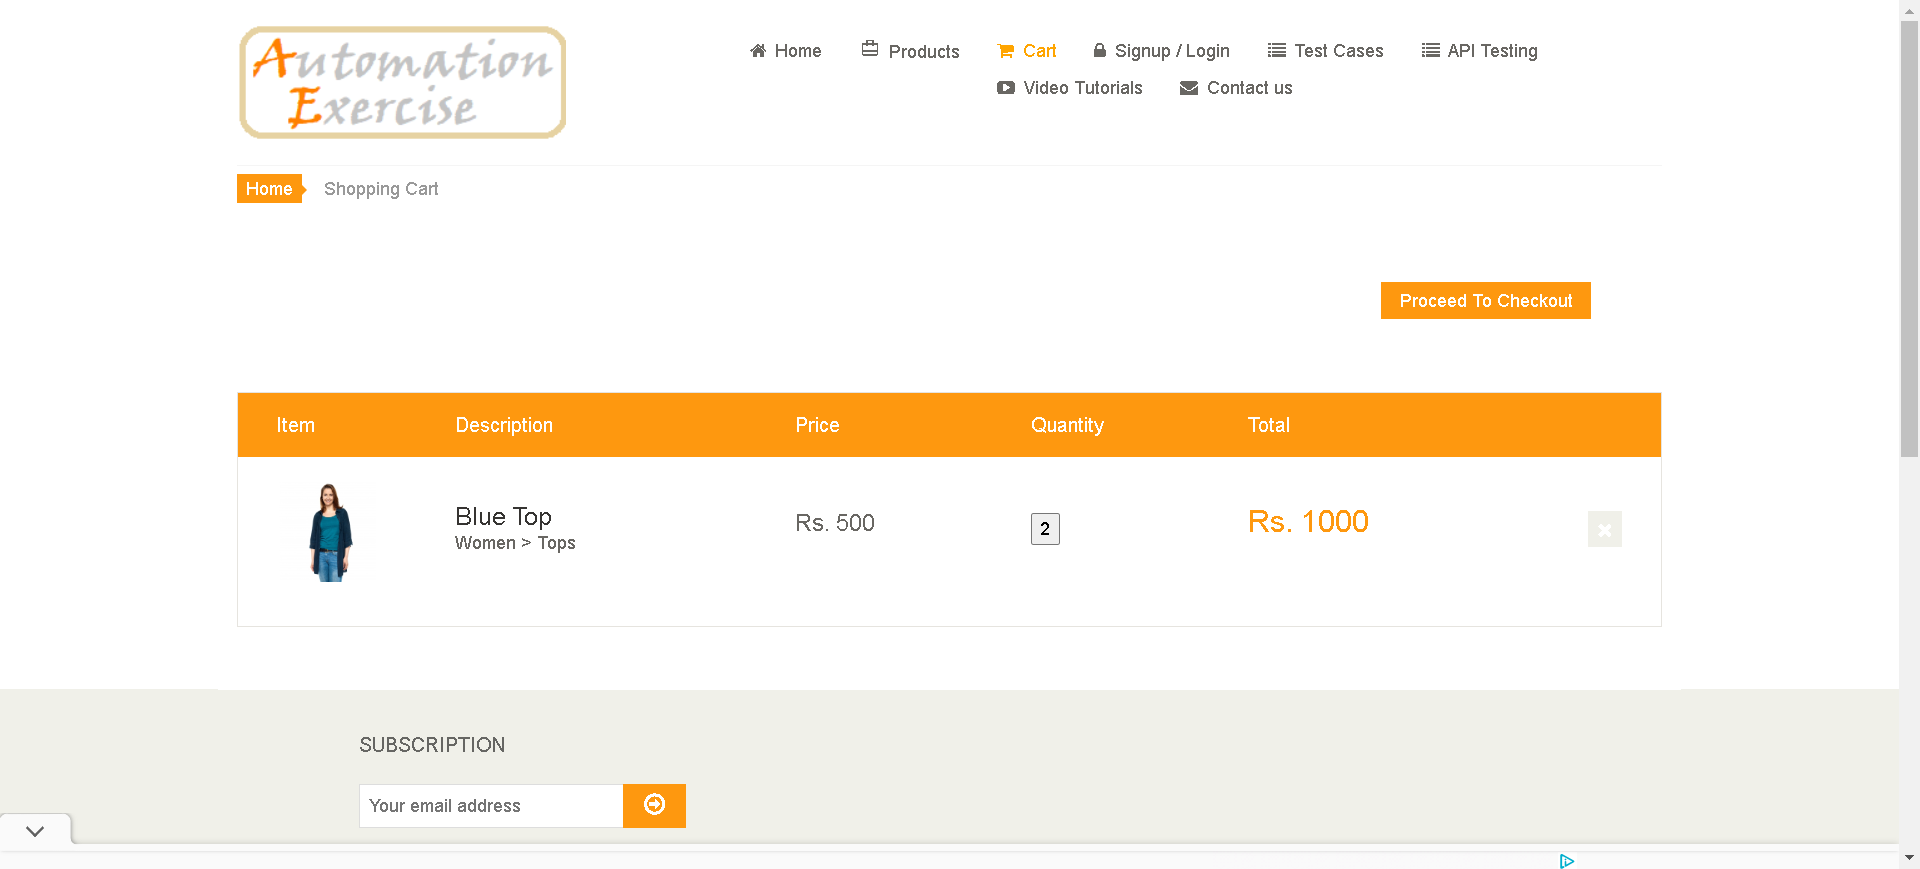 Automation
Exercise
Home Products Cart Signup / Login Test Cases API Testing
Video Tutorials Contact us
Home Shopping Cart
Proceed To Checkout
Item Description Price Quantity Total
Blue Top Rs. 500 2 Rs. 1000
Women > Tops
SUBSCRIPTION
Your email address